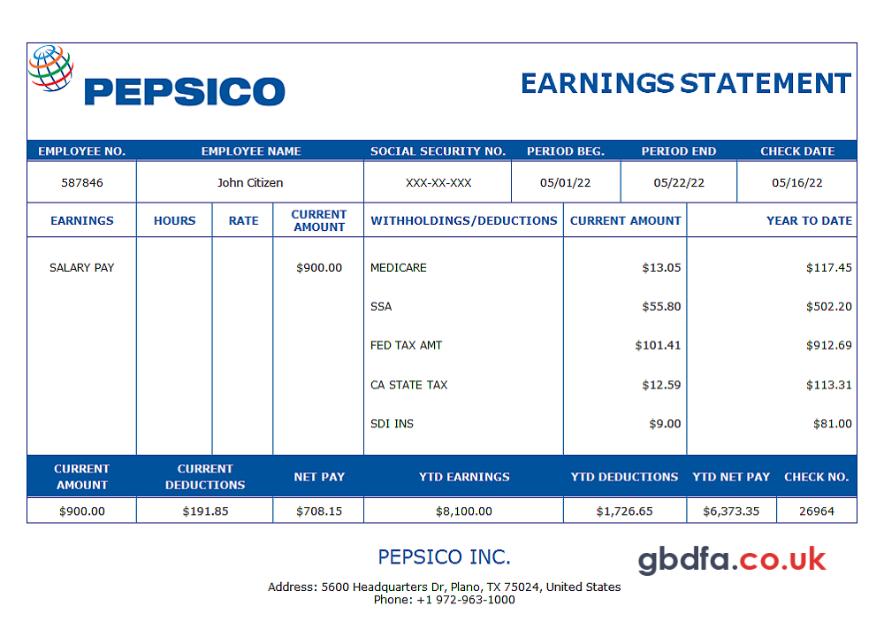 PEPSICO
EARNINGS STATEMENT
EMPLOYEE NO. EMPLOYEE NAME SOCIAL SECURITY NO. PERIOD BEG. PERIOD END CHECK DATE
587846 John Citizen XXX-XX-XXX 05/01/22 05/22/22 05/16/22
EARNINGS HOURS RATE CURRENT AMOUNT WITHHOLDINGS/DEDUCTIONS CURRENT AMOUNT YEAR TO DATE
SALARY PAY $900.00 MEDICARE $13.05 $117.45
SSA $55.80 $502.20
FED TAX AMT $101.41 $912.69
CA STATE TAX $12.59 $113.31
SDI INS $9.00 $81.00
CURRENT AMOUNT CURRENT DEDUCTIONS NET PAY YTD EARNINGS YTD DEDUCTIONS YTD NET PAY CHECK NO.
$900.00 $191.85 $708.15 $8,100.00 $1,726.65 $6,373.35 26964
PEPSICO INC.
gbdfa.co.uk
Address: 5600 Headquarters Dr, Plano, TX 75024, United States
Phone: +1 972-963-1000